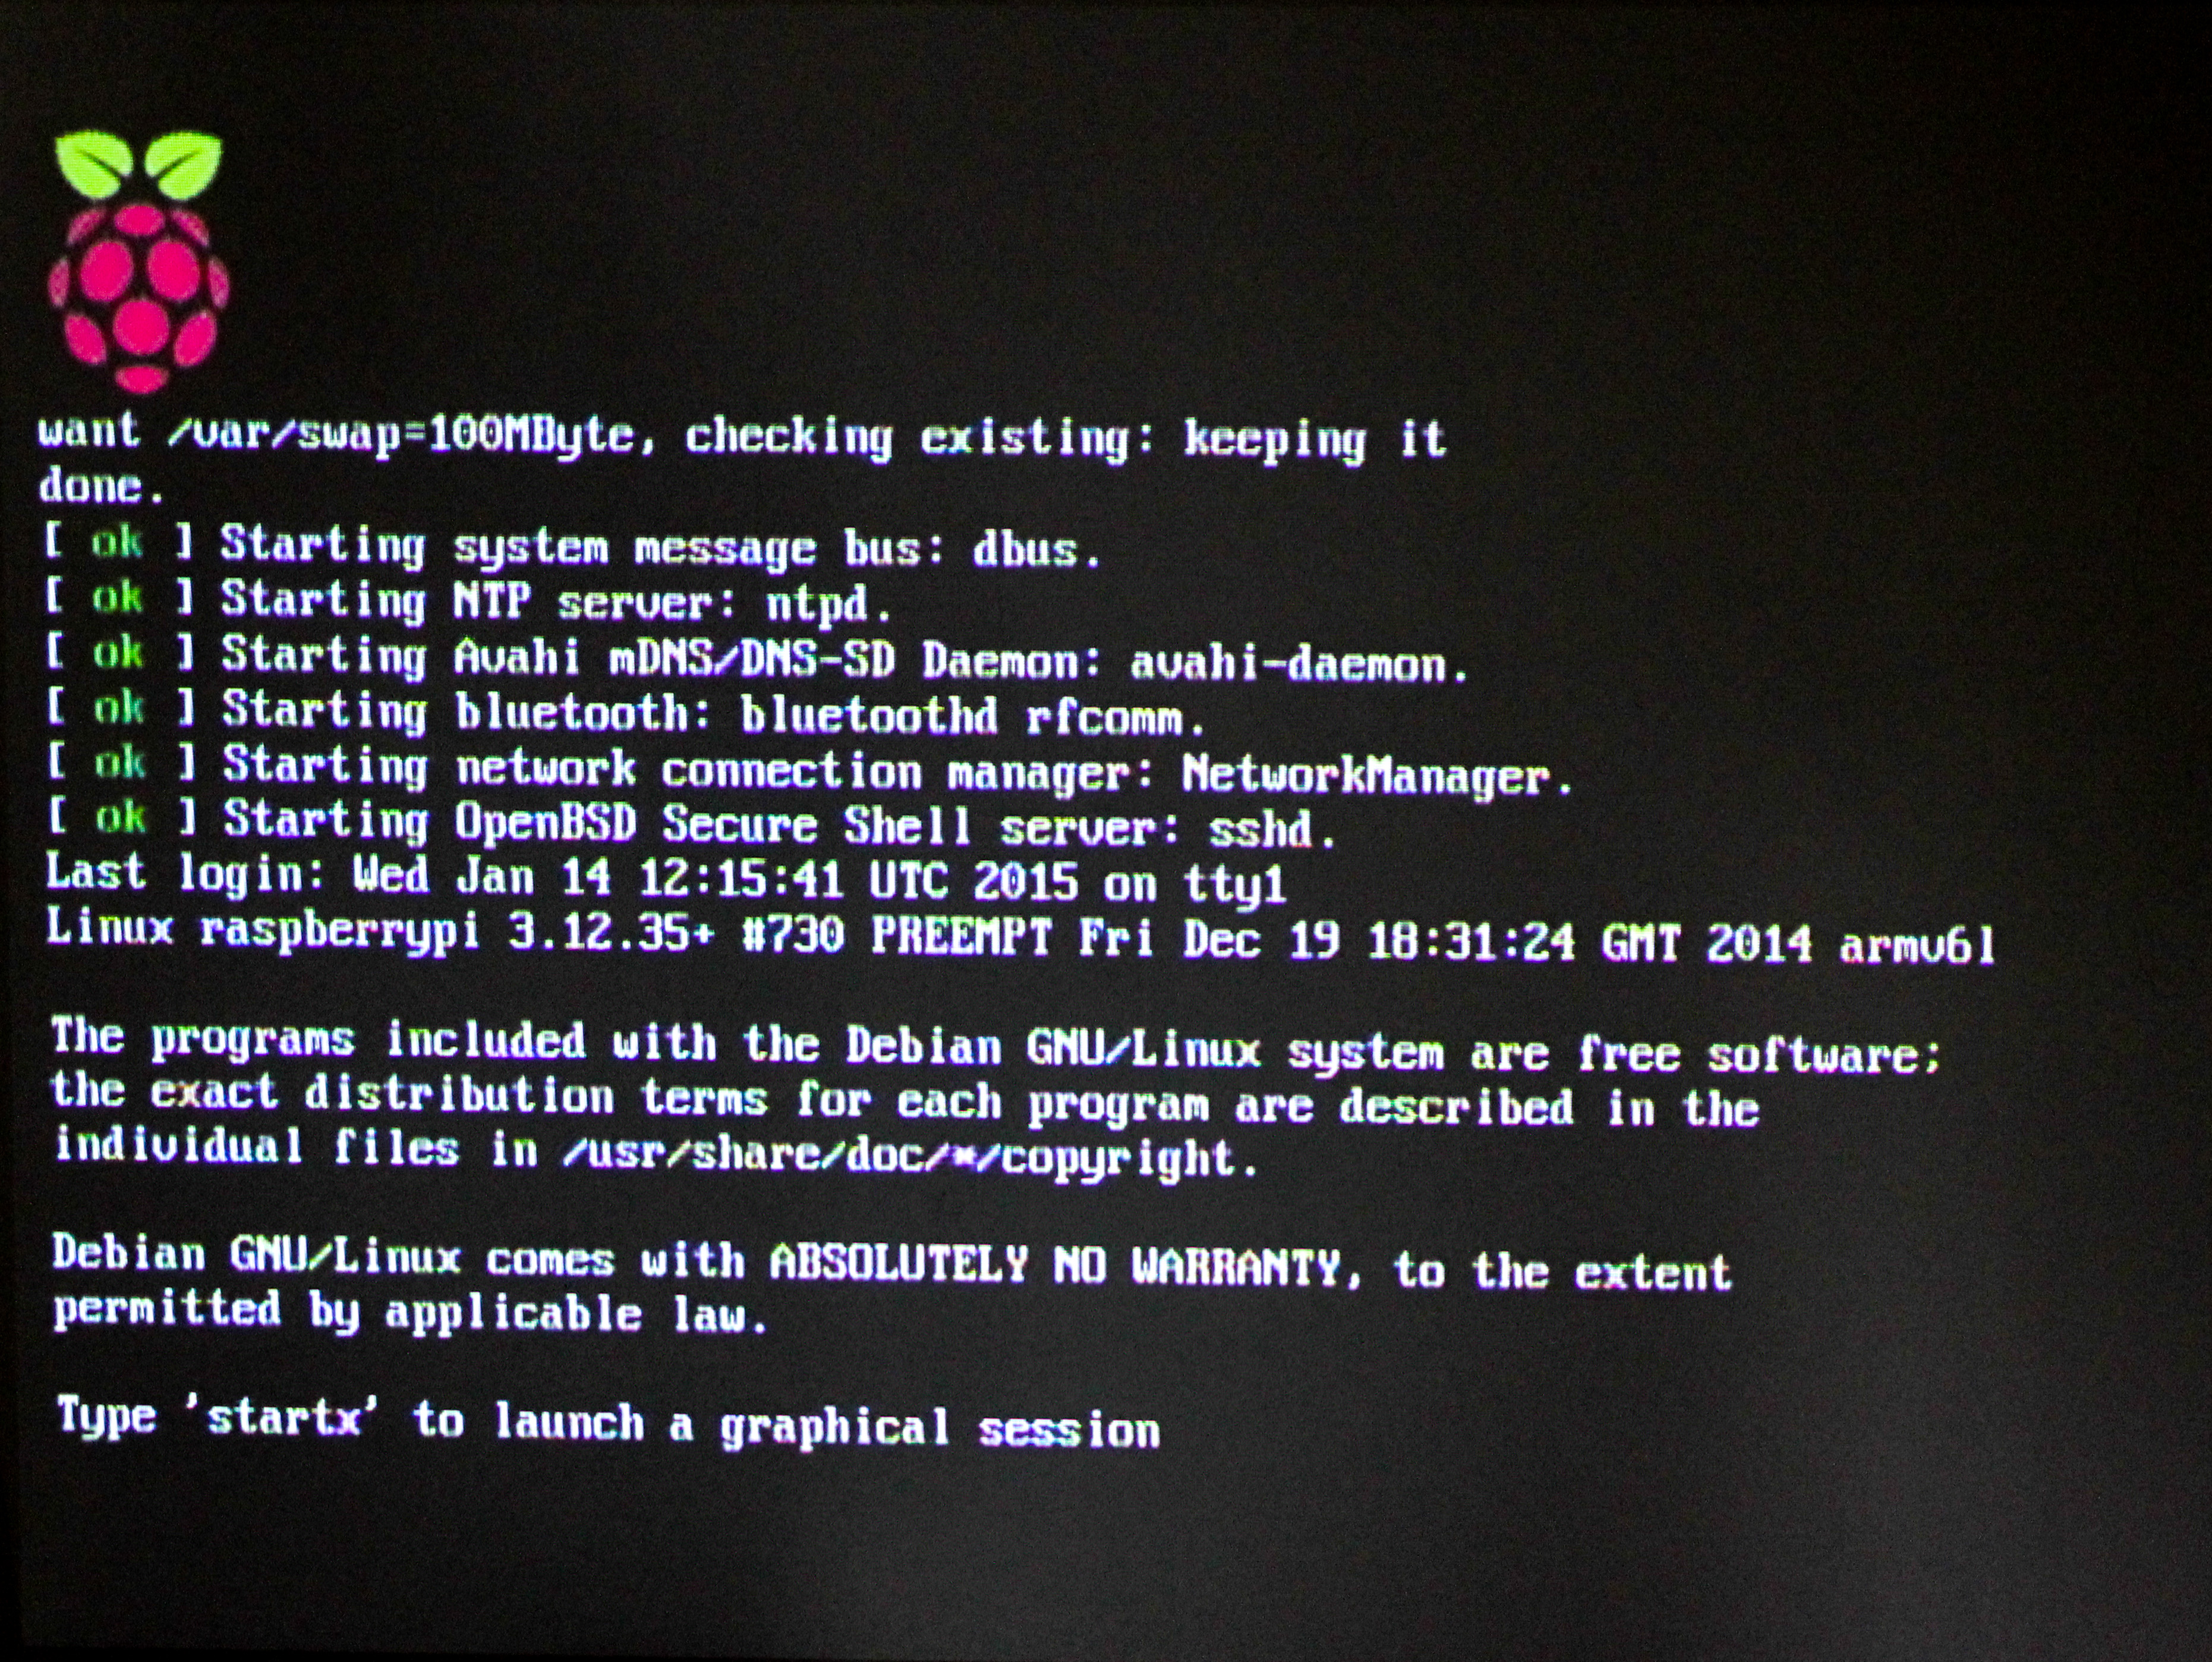 want /var/swap=100MByte, checking existing: keeping it
done.
[ ok ] Starting system message bus: dbus.
[ ok ] Starting NTP server: ntpd.
[ ok ] Starting Avahi mDNS/DNS-SD Daemon: avahi-daemon.
[ ok ] Starting bluetooth: bluetoothd rfcomm.
[ ok ] Starting network connection manager: NetworkManager.
[ ok ] Starting OpenBSD Secure Shell server: sshd.
Last login: Wed Jan 14 12:15:41 UTC 2015 on tty1
Linux raspberrypi 3.12.35+ #730 PREEMPT Fri Dec 19 18:31:24 GMT 2014 armv6l
The programs included with the Debian GNU/Linux system are free software;
the exact distribution terms for each program are described in the
individual files in /usr/share/doc/*/copyright.
Debian GNU/Linux comes with ABSOLUTELY NO WARRANTY, to the extent
permitted by applicable law.
Type 'startx' to launch a graphical session